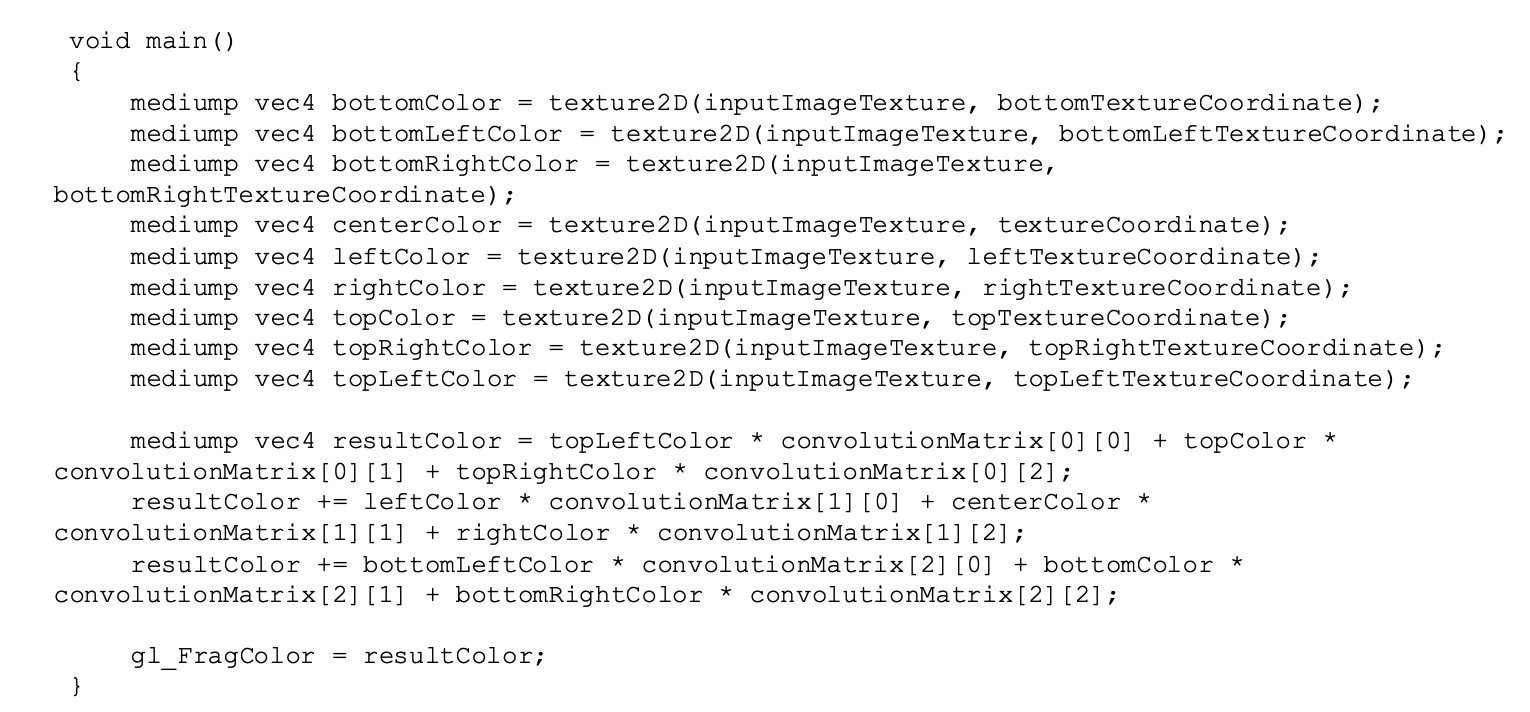 void main()
{
mediump vec4 bottomColor = texture2D(inputImageTexture, bottomTextureCoordinate);
mediump vec4 bottomLeftColor = texture2D(inputImageTexture, bottomLeftTextureCoordinate);
mediump vec4 bottomRightColor = texture2D(inputImageTexture,
bottomRightTextureCoordinate);
mediump vec4 centerColor = texture2D(inputImageTexture, textureCoordinate);
mediump vec4 leftColor = texture2D(inputImageTexture, leftTextureCoordinate);
mediump vec4 rightColor = texture2D(inputImageTexture, rightTextureCoordinate);
mediump vec4 topColor = texture2D(inputImageTexture, topTextureCoordinate);
mediump vec4 topRightColor = texture2D(inputImageTexture, topRightTextureCoordinate);
mediump vec4 topLeftColor = texture2D(inputImageTexture, topLeftTextureCoordinate);
mediump vec4 resultColor = topLeftColor * convolutionMatrix[0][0] + topColor *
convolutionMatrix[0][1] + topRightColor * convolutionMatrix[0][2];
resultColor += leftColor * convolutionMatrix[1][0] + centerColor *
convolutionMatrix[1][1] + rightColor * convolutionMatrix[1][2];
resultColor += bottomLeftColor * convolutionMatrix[2][0] + bottomColor *
convolutionMatrix[2][1] + bottomRightColor * convolutionMatrix[2][2];
gl_FragColor = resultColor;
}